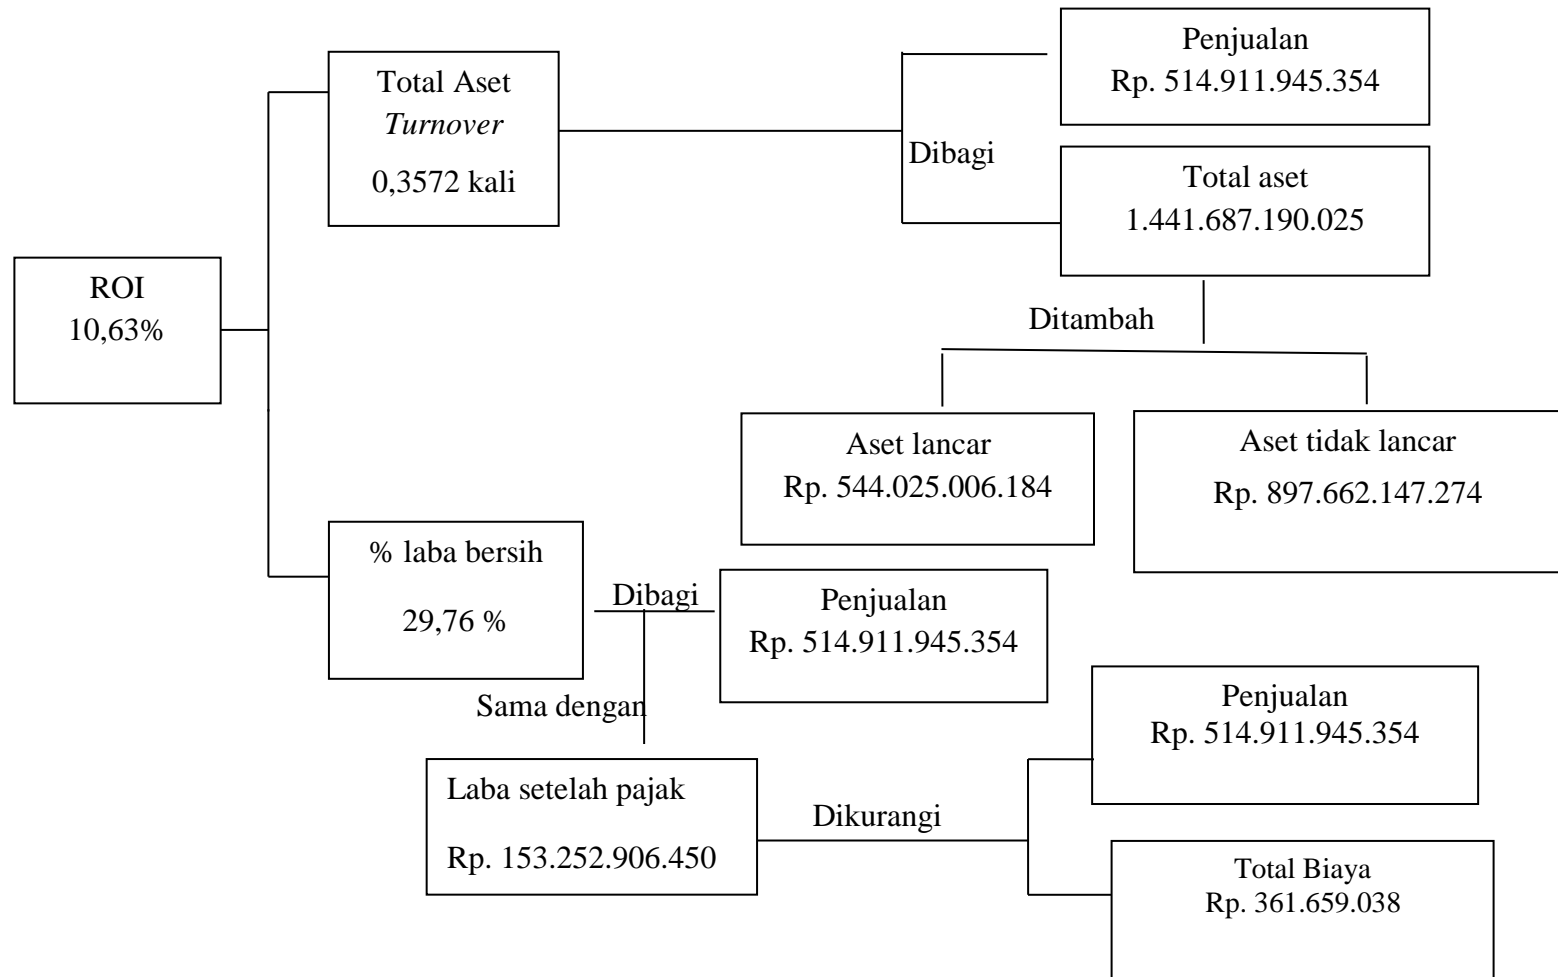 Penjualan
Rp. 514.911.945.354
Total Aset
Turnover
0,3572 kali
Dibagi
Total aset
1.441.687.190.025
ROI
10,63%
Ditambah
Aset lancar
Rp. 544.025.006.184
Aset tidak lancar
Rp. 897.662.147.274
% laba bersih
29,76 %
Dibagi
Penjualan
Rp. 514.911.945.354
Sama dengan
Penjualan
Rp. 514.911.945.354
Laba setelah pajak
Rp. 153.252.906.450
Dikurangi
Total Biaya
Rp. 361.659.038